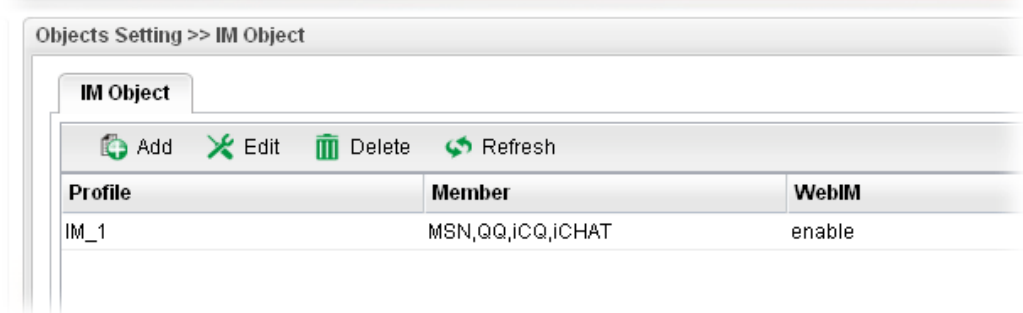 Objects Setting >> IM Object
IM Object
Add Edit Delete Refresh
Profile Member WebIM
IM_1 MSN,QQ,iCQ,iCHAT enable